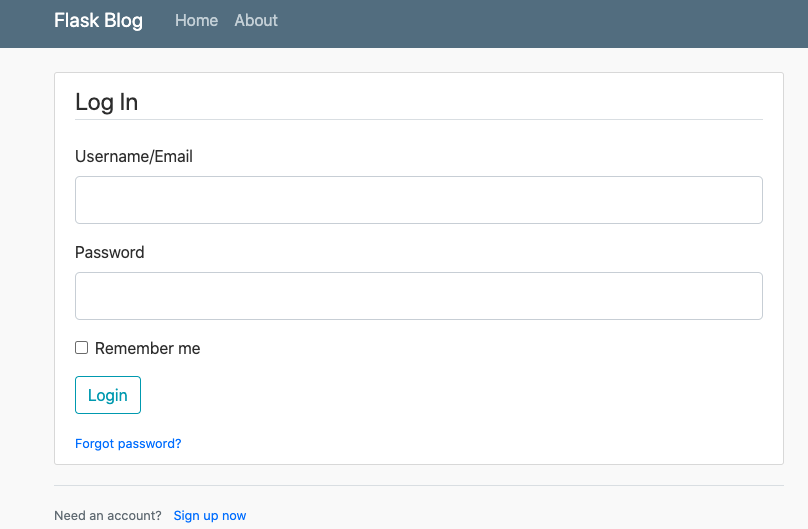 Flask Blog Home About
Log In
Username/Email
Password
Remember me
Login
Forgot password?
Need an account? Sign up now